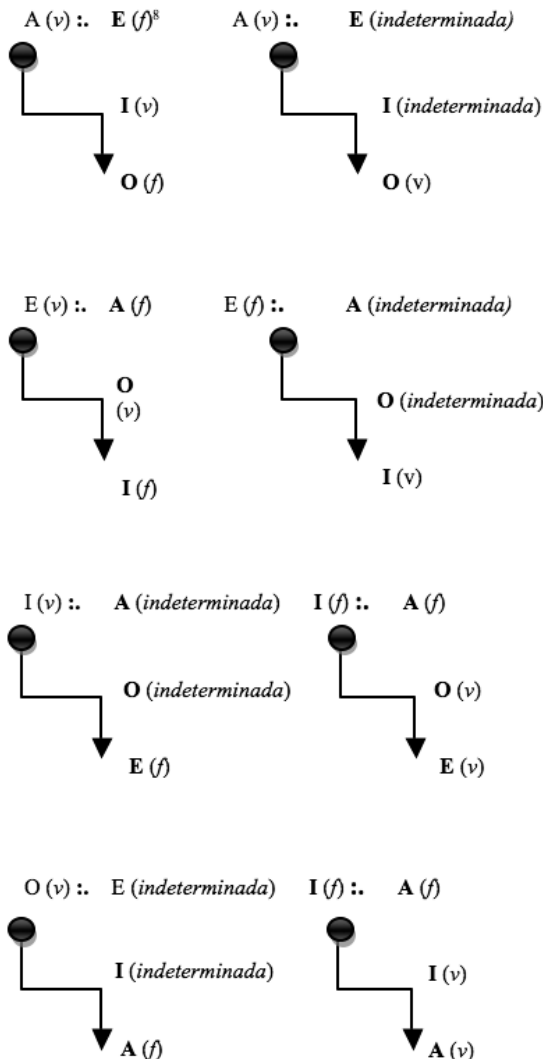 A (v) :. E (f)⁸ A (v) :. E (indeterminada)
I (v) I (indeterminada)
O (f) O (v)
E (v) :. A (f) E (f) :. A (indeterminada)
O
(v) O (indeterminada)
I (f) I (v)
I (v) :. A (indeterminada) I (f) :. A (f)
O (indeterminada) O (v)
E (f) E (v)
O (v) :. E (indeterminada) I (f) :. A (f)
I (indeterminada) I (v)
A (f) A (v)